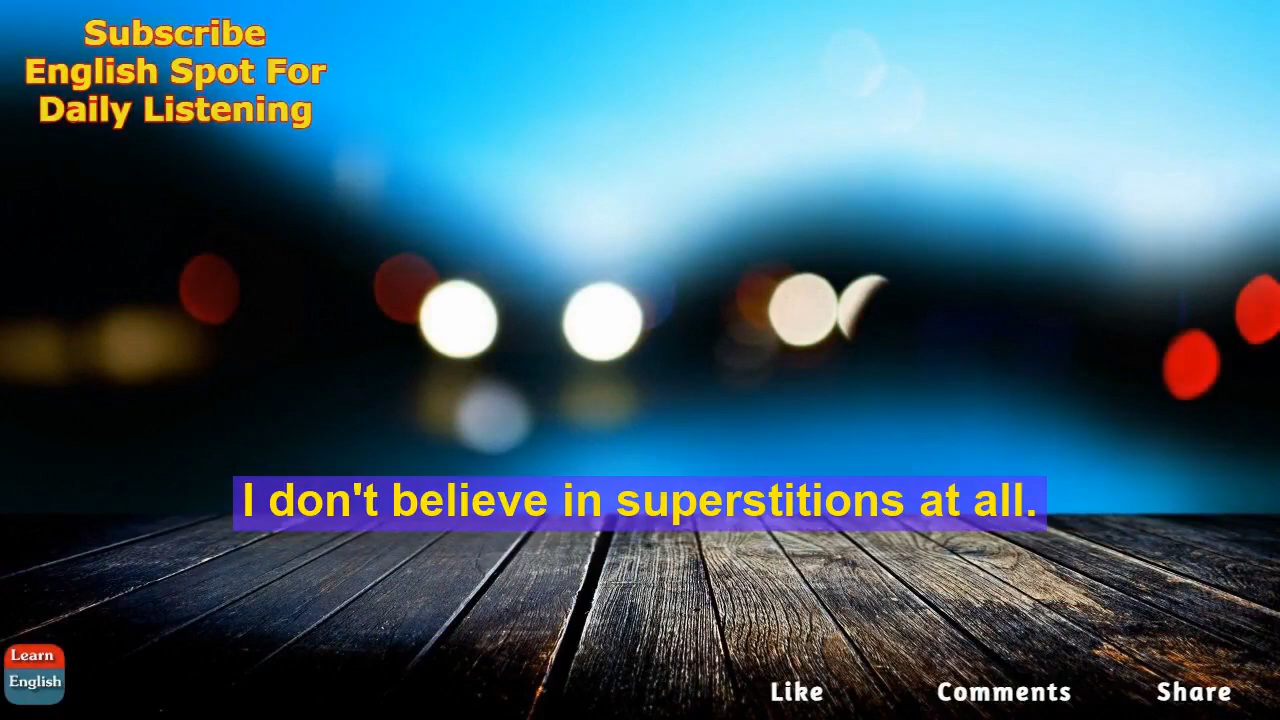 Subscribe
English Spot For
Daily Listening
I don't believe in superstitions at all.
Learn
English
Like Comments Share